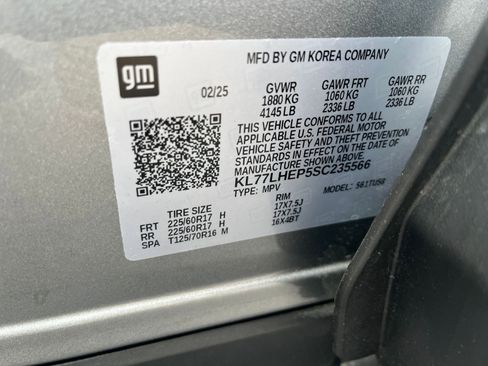 gm
MFD BY GM KOREA COMPANY
02/25 GVWR GAWR FRT GAWR RR
1880 KG 1060 KG 1060 KG
4145 LB 2336 LB 2336 LB
THIS VEHICLE CONFORMS TO ALL
APPLICABLE U.S. FEDERAL MOTOR
VEHICLE SAFETY AND THEFT PREVENTION
STANDARDS IN EFFECT ON THE DATE OF
MANUFACTURE SHOWN ABOVE.
KL77LHEP5SC235566
TYPE: MPV MODEL: 561TU58
TIRE SIZE RIM
FRT 225/60R17 H 17X7.5J
RR 225/60R17 H 17X7.5J
SPA T125/70R16 M 16X4BT